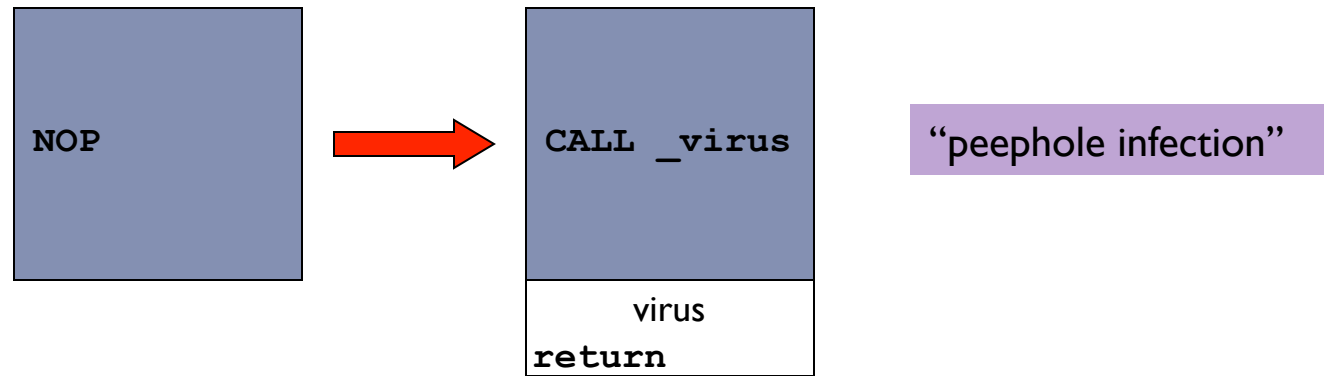 NOP
CALL _virus
“peephole infection”
virus
return